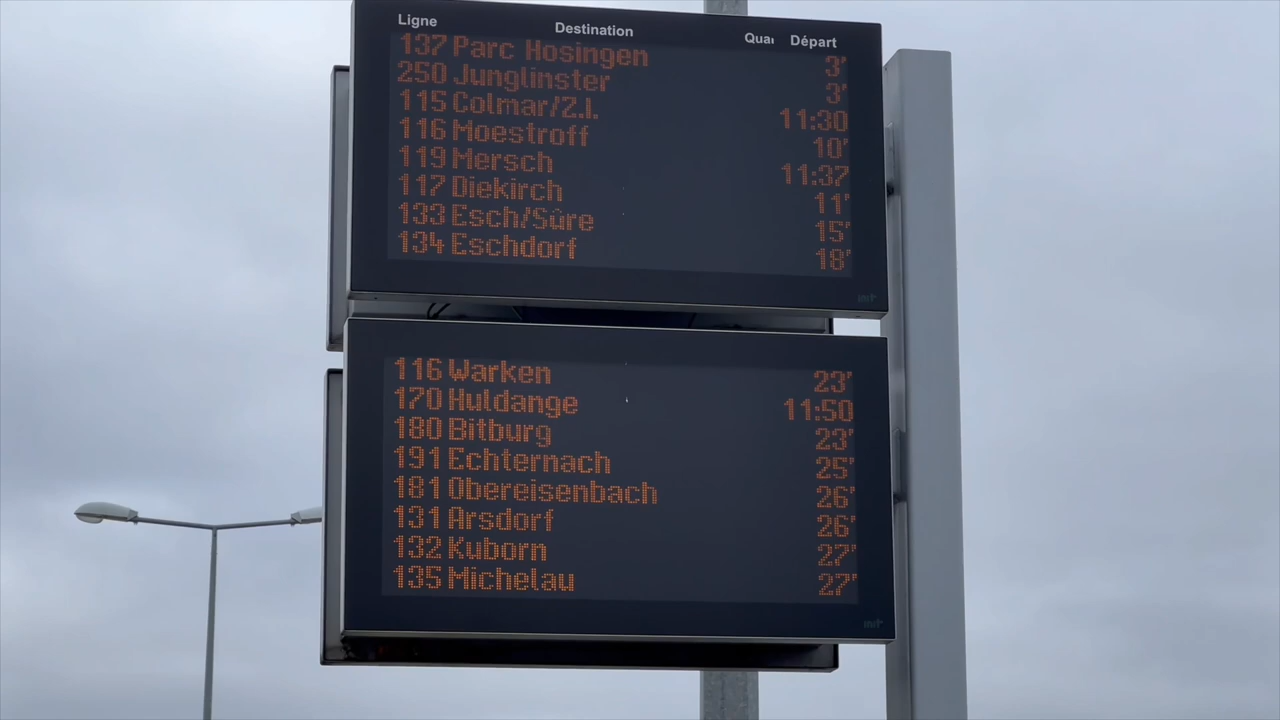 Ligne Destination Quai Départ
137 Parc Hosingen 3'
250 Junglinster 3'
115 Colmar/Z.I. 11:30
116 Moestroff 10'
119 Mersch 11:37
117 Diekirch 11'
133 Esch/Sûre 15'
134 Eschdorf 18'
116 Warken 23'
170 Huldange 11:50
180 Bitburg 23'
191 Echternach 25'
181 Obereisenbach 26'
131 Arsdorf 26'
132 Kuborn 27'
135 Michelau 27'